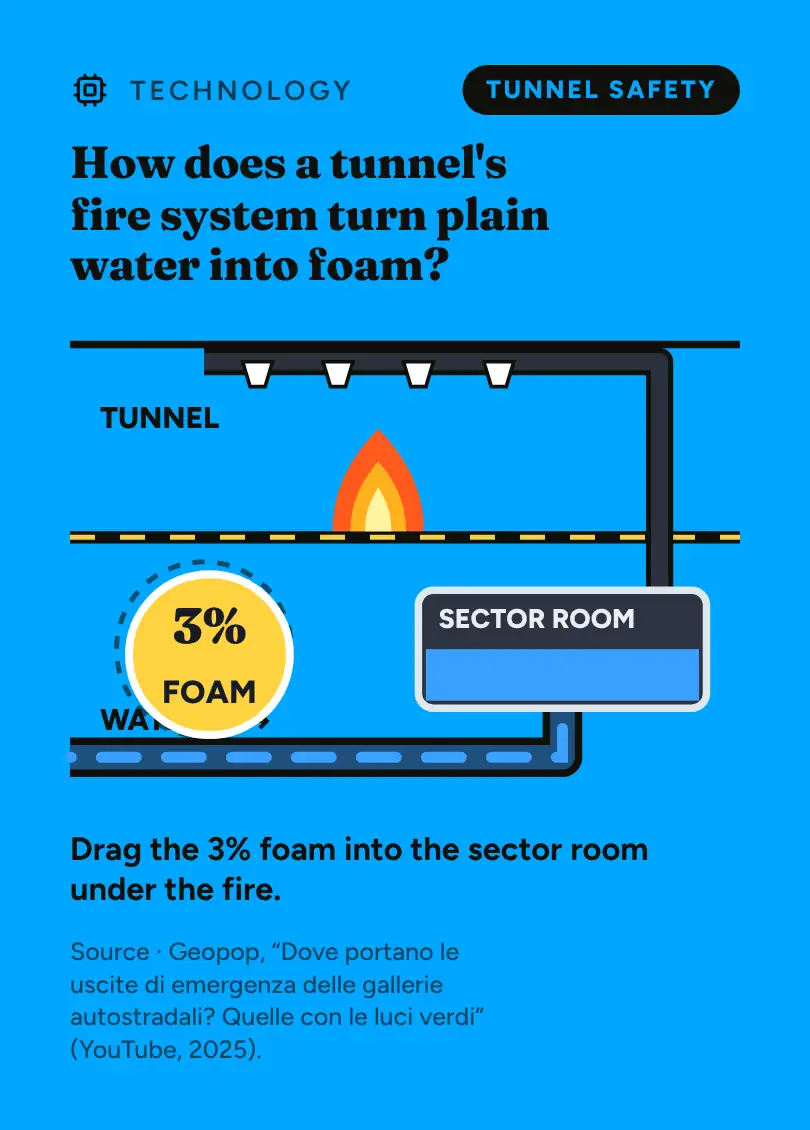 TECHNOLOGY
TUNNEL SAFETY
How does a tunnel's
fire system turn plain
water into foam?
TUNNEL
3%
FOAM
SECTOR ROOM
Drag the 3% foam into the sector room
under the fire.
Source · Geopop, “Dove portano le
uscite di emergenza delle gallerie
autostradali? Quelle con le luci verdi”
(YouTube, 2025).